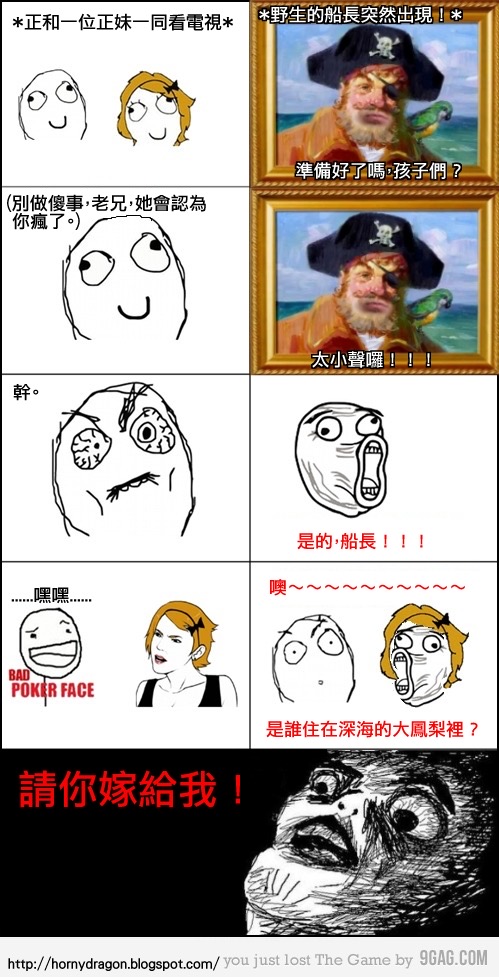 *正和一位正妹一同看電視*
*野生的船長突然出現！*
準備好了嗎，孩子們？
(別做傻事，老兄，她會認為
你瘋了。)
太小聲囉！！！
幹。
是的，船長！！！
……嘿嘿……
BAD
POKER FACE
噢～～～～～～～～～～
是誰住在深海的大鳳梨裡？
請你嫁給我！
http://hornydragon.blogspot.com/ you just lost The Game by 9GAG.COM